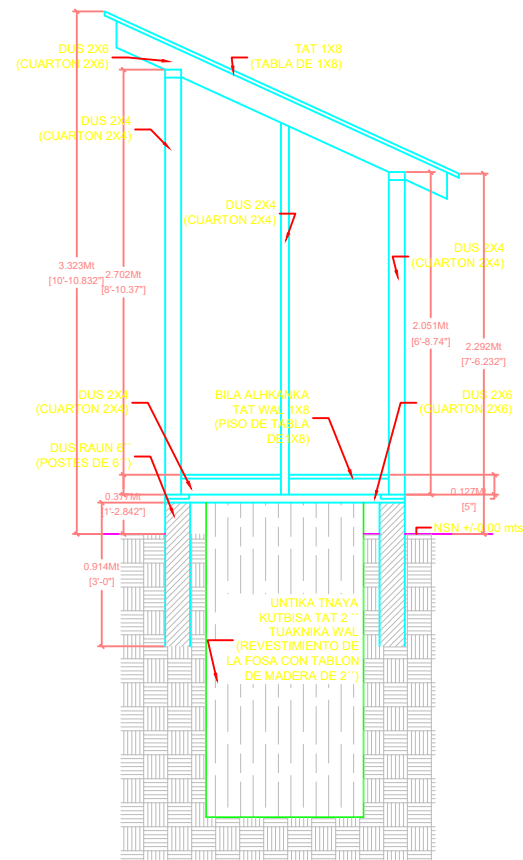 DUS 2X6
(CUARTON 2X6)
TAT 1X8
(TABLA DE 1X8)
DUS 2X4
(CUARTON 2X4)
DUS 2X4
(CUARTON 2X4)
DUS 2X4
(CUARTON 2X4)
3.323Mt
[10'-10.832"]
2.702Mt
[8'-10.37"]
2.051Mt
[6'-8.74"]
2.292Mt
[7'-6.232"]
DUS 2X4
(CUARTON 2X4)
BILA ALHKANKA
TAT WAL 1X8
(PISO DE TABLA
DE1X8)
DUS 2X6
(CUARTON 2X6)
DUS RAUN 6´´
(POSTES DE 6´´)
[1'-2.842"]
0.127Mt
[5"]
NSN +/-0.00 mts
0.914Mt
[3'-0"]
UNTIKA TNAYA
KUTBISA TAT 2´´
TUAKNIKA WAL
(REVESTIMIENTO DE
LA FOSA CON TABLON
DE MADERA DE 2´´)